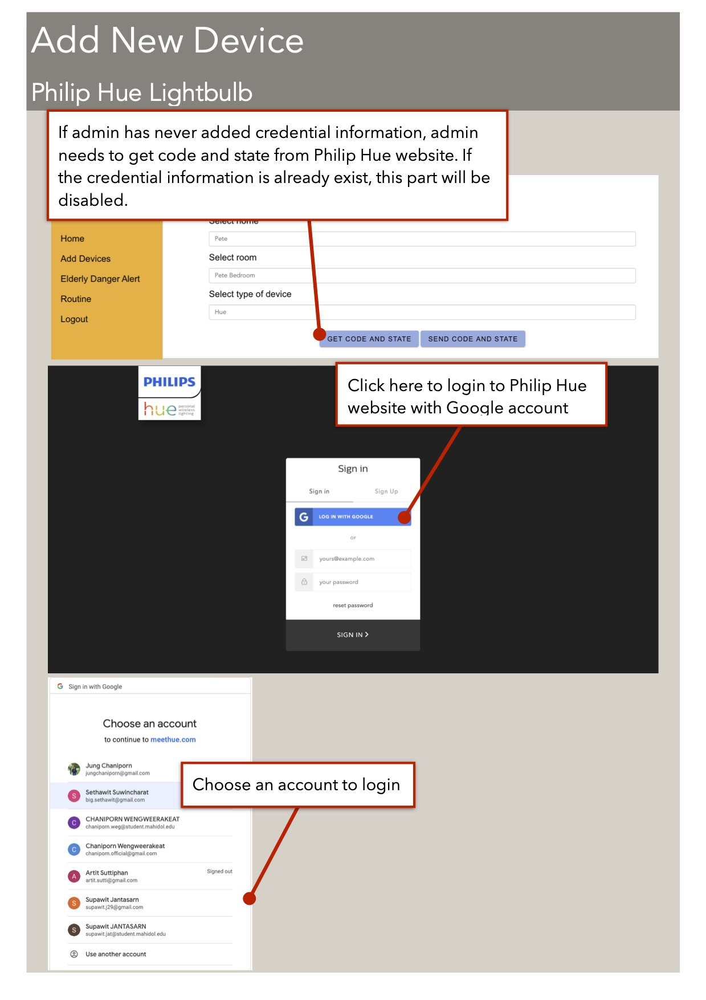 Add New Device
Philip Hue Lightbulb
If admin has never added credential information, admin
needs to get code and state from Philip Hue website. If
the credential information is already exist, this part will be
disabled.
Select home
Home
Pete
Add Devices
Select room
Elderly Danger Alert
Pete Bedroom
Routine
Select type of device
Logout
Hue
GET CODE AND STATE
SEND CODE AND STATE
PHILIPS
hue personal wireless lighting
Click here to login to Philip Hue
website with Google account
Sign in
Sign in
Sign Up
G LOG IN WITH GOOGLE
or
yours@example.com
your password
reset password
SIGN IN >
G Sign in with Google
Choose an account
to continue to meethue.com
Jung Chaniporn
jungchaniporn@gmail.com
Choose an account to login
S Sethawit Suwincharat
big.sethawit@gmail.com
C CHANIPORN WENGWEERAKEAT
chaniporn.weg@student.mahidol.edu
C Chaniporn Wengweerakeat
chaniporn.official@gmail.com
A Artit Suttiphan
Signed out
artit.sutti@gmail.com
S Supawit Jantasarn
supawit.j29@gmail.com
S Supawit JANTASARN
supawit.jat@student.mahidol.edu
Use another account